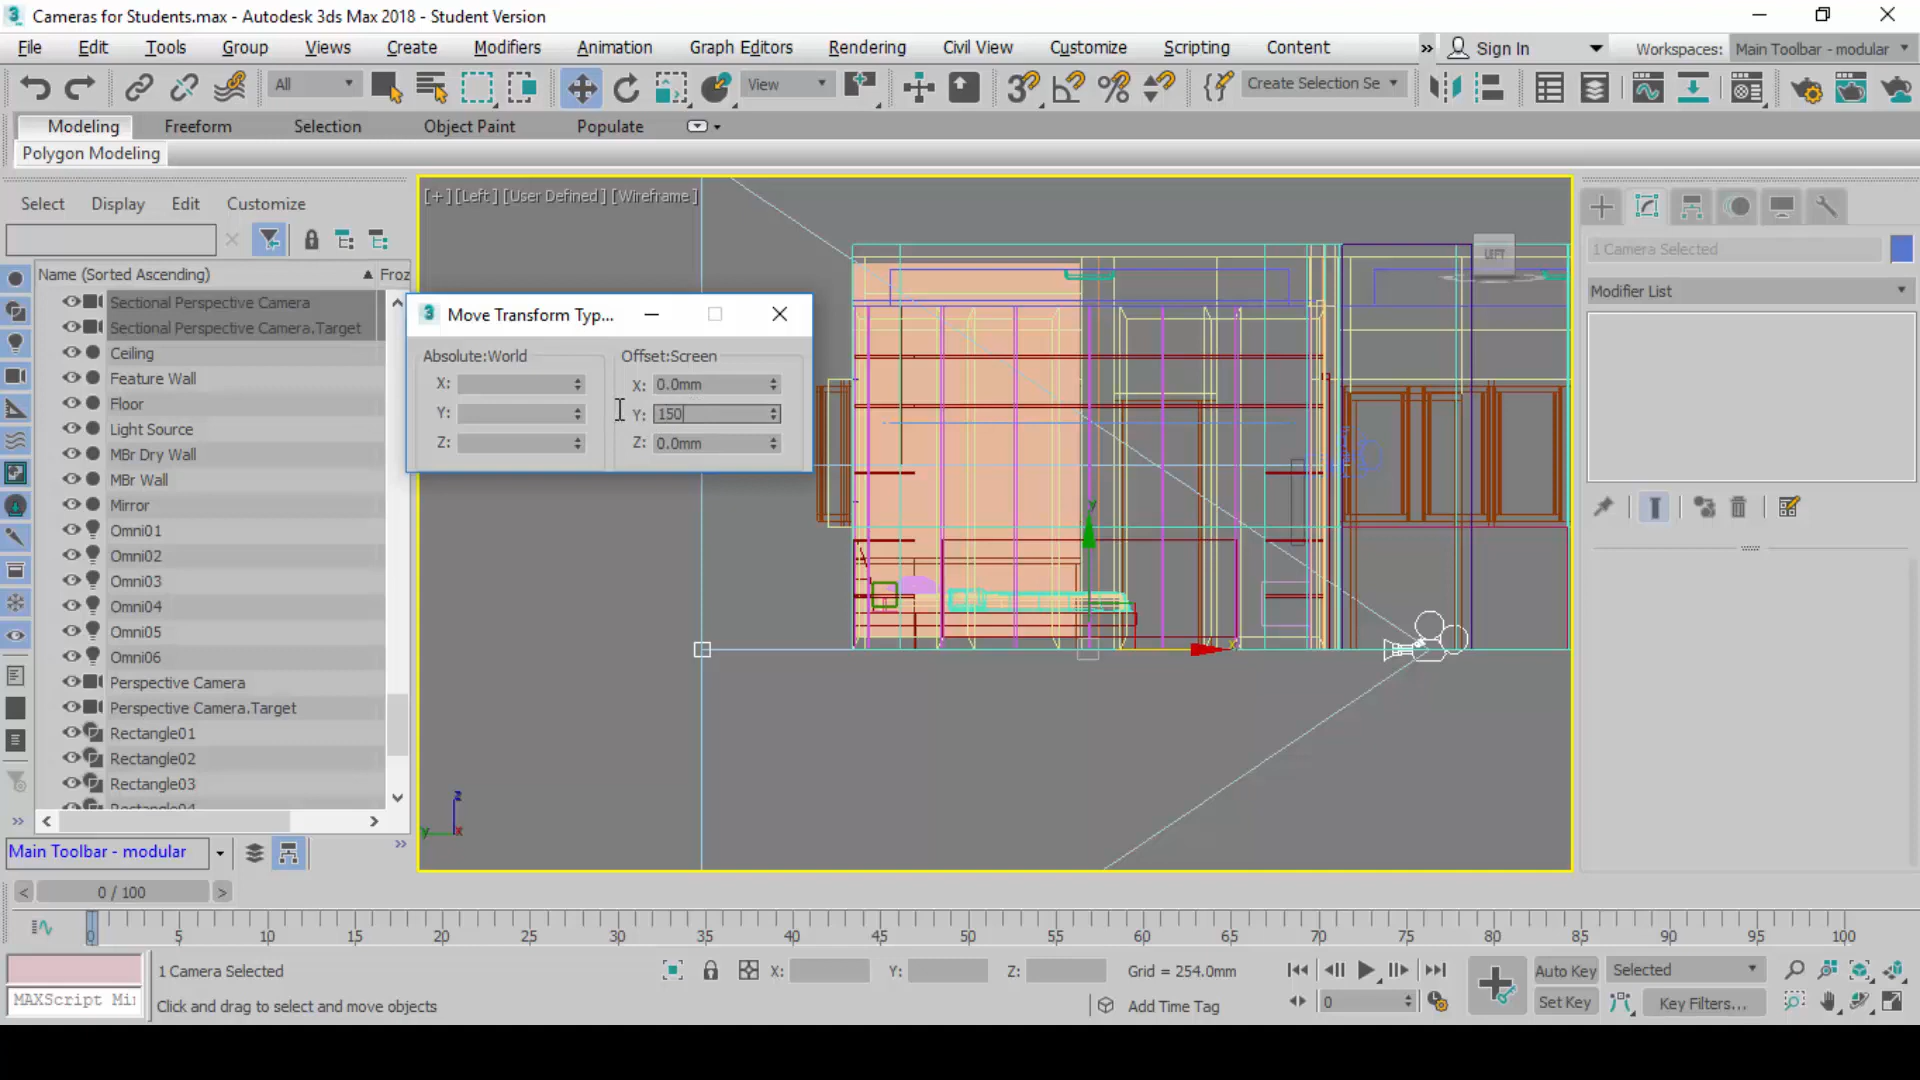 Cameras for Students.max - Autodesk 3ds Max 2018 - Student Version
File Edit Tools Group Views Create Modifiers Animation Graph Editors Rendering Civil View Customize Scripting Content » Sign In Workspaces: Main Toolbar - modular
All View Create Selection Se
Modeling Freeform Selection Object Paint Populate
Polygon Modeling
Select Display Edit Customize
Name (Sorted Ascending) Froz
Sectional Perspective Camera
Sectional Perspective Camera.Target
Ceiling
Feature Wall
Floor
Light Source
MBr Dry Wall
MBr Wall
Mirror
Omni01
Omni02
Omni03
Omni04
Omni05
Omni06
Perspective Camera
Perspective Camera.Target
Rectangle01
Rectangle02
Rectangle03
Main Toolbar - modular
[+] [Left] [User Defined] [Wireframe]
LEFT
Move Transform Typ...
Absolute:World Offset:Screen
X: X: 0.0mm
Y: Y: 150
Z: Z: 0.0mm
y
x
z
y x
1 Camera Selected
Modifier List
0 / 100
0 5 10 15 20 25 30 35 40 45 50 55 60 65 70 75 80 85 90 95 100
1 Camera Selected X: Y: Z: Grid = 254.0mm Auto Key Selected
MAXScript Mi Click and drag to select and move objects Add Time Tag 0 Set Key Key Filters...